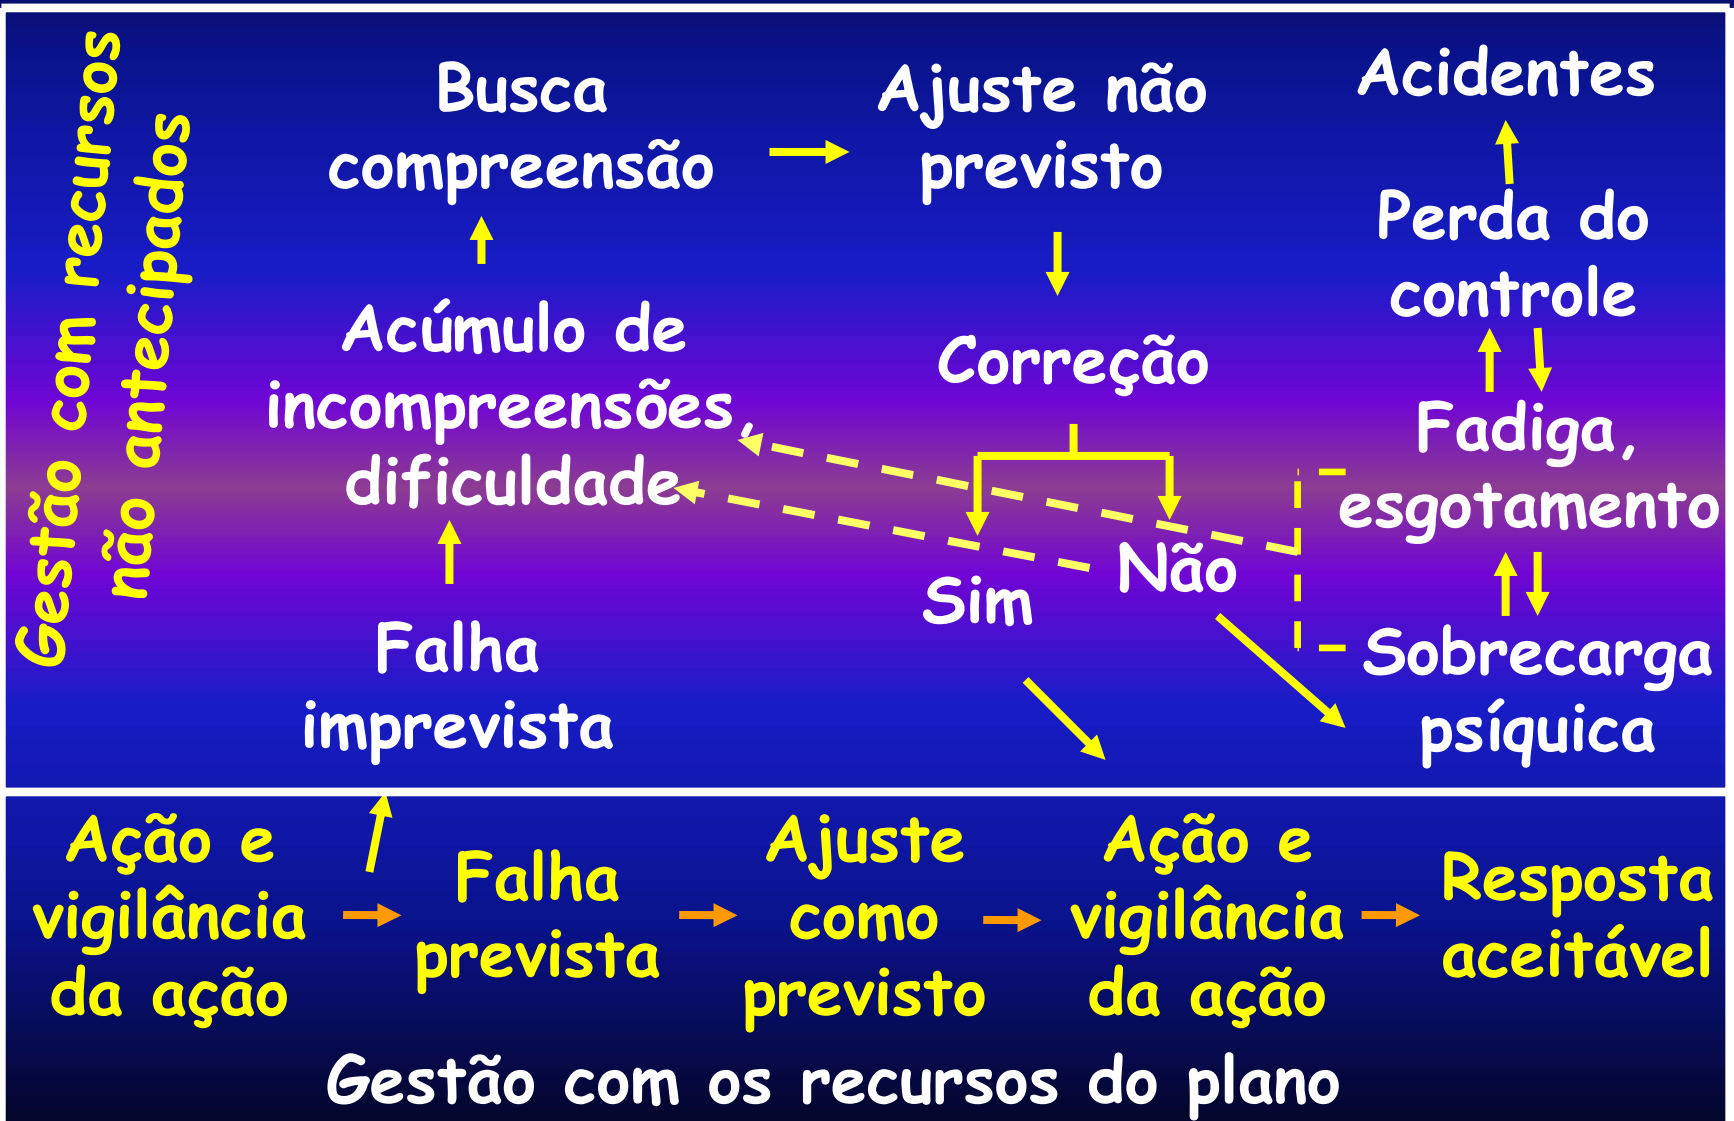 Gestão com recursos
não antecipados
Busca
compreensão
Ajuste não
previsto
Acidentes
Perda do
controle
Acúmulo de
incompreensões,
dificuldade
Correção
Fadiga,
esgotamento
Sim
Não
Falha
imprevista
Sobrecarga
psíquica
Ação e
vigilância
da ação
Falha
prevista
Ajuste
como
previsto
Ação e
vigilância
da ação
Resposta
aceitável
Gestão com os recursos do plano